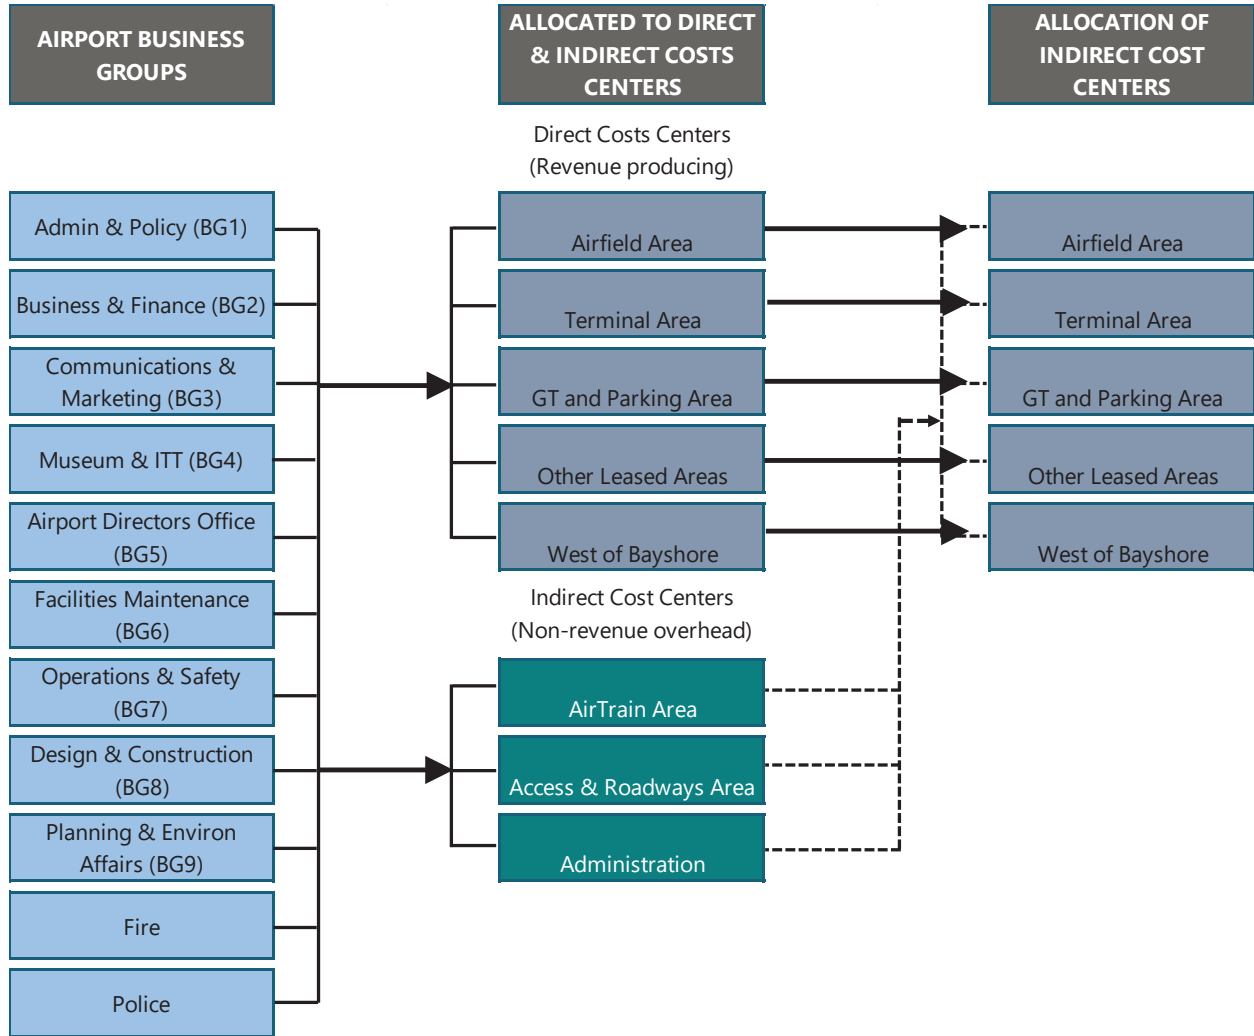 AIRPORT BUSINESS
GROUPS
ALLOCATED TO DIRECT
& INDIRECT COSTS
CENTERS
ALLOCATION OF
INDIRECT COST
CENTERS
Direct Costs Centers
(Revenue producing)
Admin & Policy (BG1)
Business & Finance (BG2)
Communications &
Marketing (BG3)
Museum & ITT (BG4)
Airport Directors Office
(BG5)
Facilities Maintenance
(BG6)
Operations & Safety
(BG7)
Design & Construction
(BG8)
Planning & Environ
Affairs (BG9)
Fire
Police
Airfield Area
Terminal Area
GT and Parking Area
Other Leased Areas
West of Bayshore
Indirect Cost Centers
(Non-revenue overhead)
AirTrain Area
Access & Roadways Area
Administration
Airfield Area
Terminal Area
GT and Parking Area
Other Leased Areas
West of Bayshore